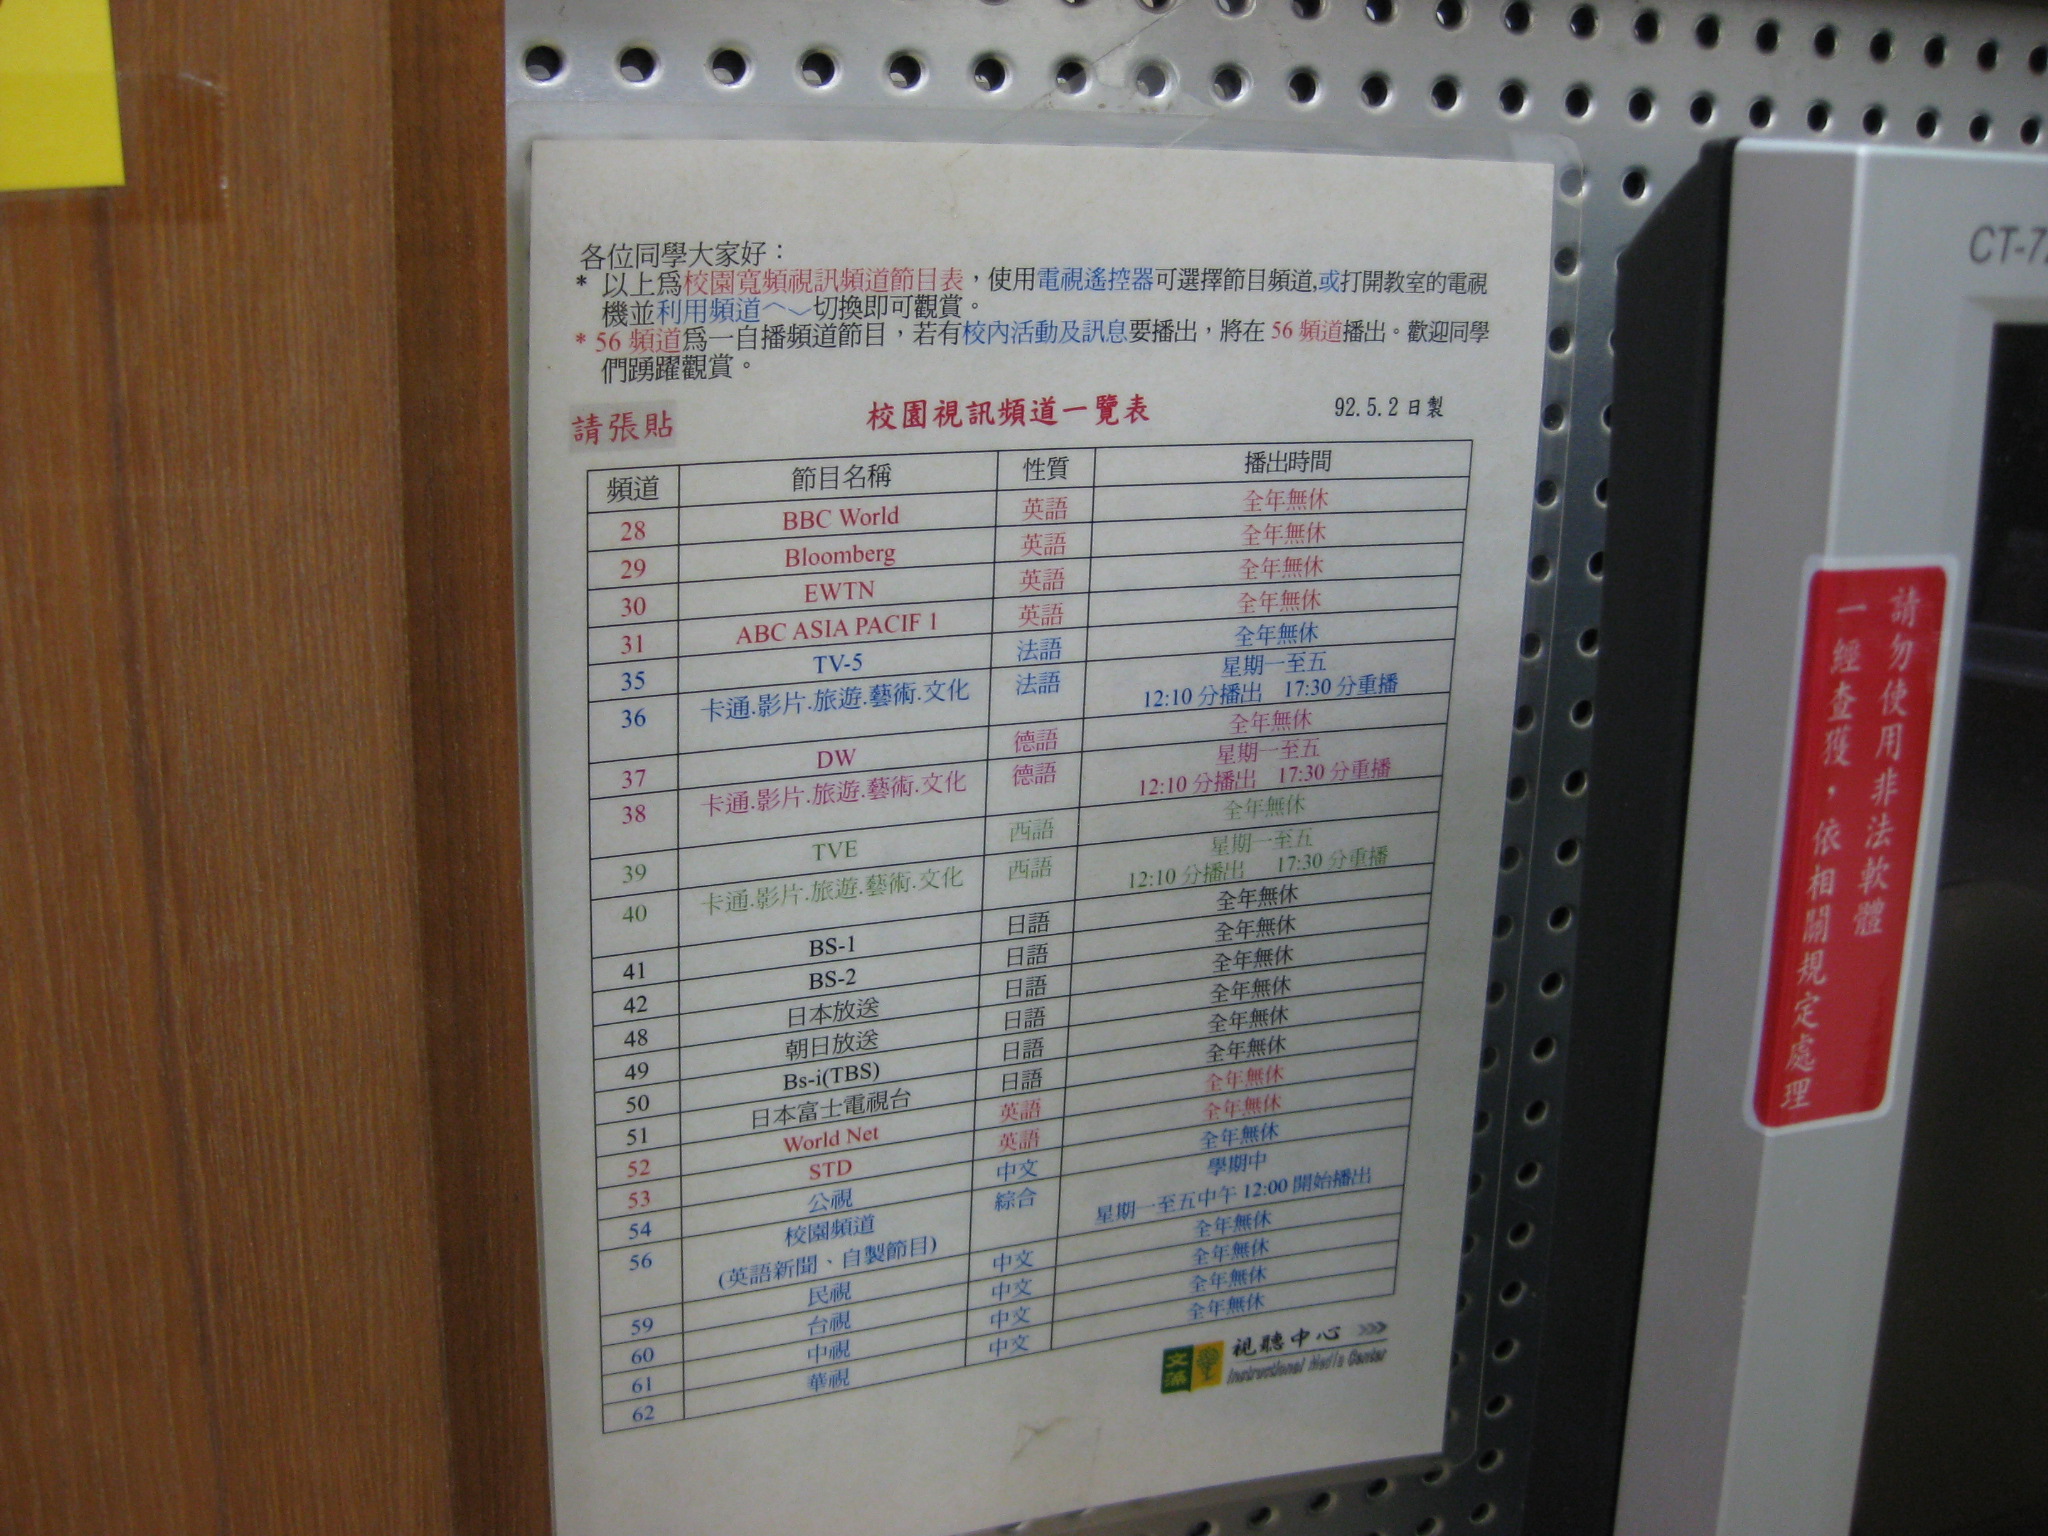 各位同學大家好：
* 以上為校園寬頻視訊頻道節目表，使用電視遙控器可選擇節目頻道,或打開教室的電視
機並利用頻道︿﹀切換即可觀賞。
* 56 頻道為一自播頻道節目，若有校內活動及訊息要播出，將在 56 頻道播出。歡迎同學
們踴躍觀賞。
請張貼 校園視訊頻道一覽表 92.5.2 日製
頻道 節目名稱 性質 播出時間
28 BBC World 英語 全年無休
29 Bloomberg 英語 全年無休
30 EWTN 英語 全年無休
31 ABC ASIA PACIF 1 英語 全年無休
35 TV-5 法語 全年無休
36 卡通.影片.旅遊.藝術.文化 法語 星期一至五
12:10 分播出 17:30 分重播
37 DW 德語 全年無休
38 卡通.影片.旅遊.藝術.文化 德語 星期一至五
12:10 分播出 17:30 分重播
39 TVE 西語 全年無休
40 卡通.影片.旅遊.藝術.文化 西語 星期一至五
12:10 分播出 17:30 分重播
41 BS-1 日語 全年無休
42 BS-2 日語 全年無休
48 日本放送 日語 全年無休
49 朝日放送 日語 全年無休
50 Bs-i(TBS) 日語 全年無休
51 日本富士電視台 日語 全年無休
52 World Net 英語 全年無休
53 STD 英語 全年無休
54 公視 中文 全年無休
56 校園頻道 綜合 學期中
(英語新聞、自製節目) 星期一至五中午 12:00 開始播出
59 民視 中文 全年無休
60 台視 中文 全年無休
61 中視 中文 全年無休
62 華視 中文 全年無休
文藻 視聽中心
Instructional Media Center
CT-72
請勿使用非法軟體
一經查獲，依相關規定處理